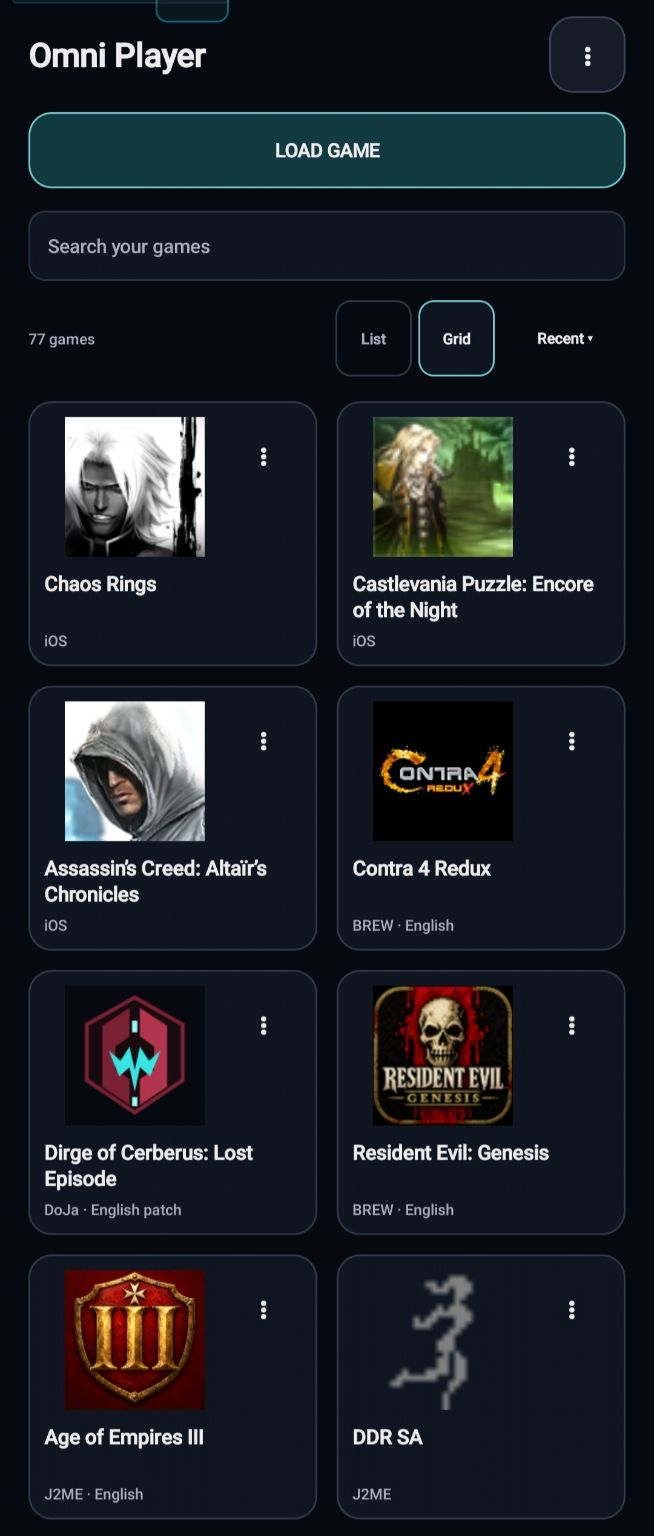 Omni Player
LOAD GAME
Search your games
77 games
List
Grid
Recent ▾
Chaos Rings
iOS
Castlevania Puzzle: Encore
of the Night
iOS
Assassin's Creed: Altaïr's
Chronicles
iOS
CONTRA 4
REDUX
Contra 4 Redux
BREW · English
Dirge of Cerberus: Lost
Episode
DoJa · English patch
RESIDENT EVIL
GENESIS
Resident Evil: Genesis
BREW · English
III
Age of Empires III
J2ME · English
DDR SA
J2ME